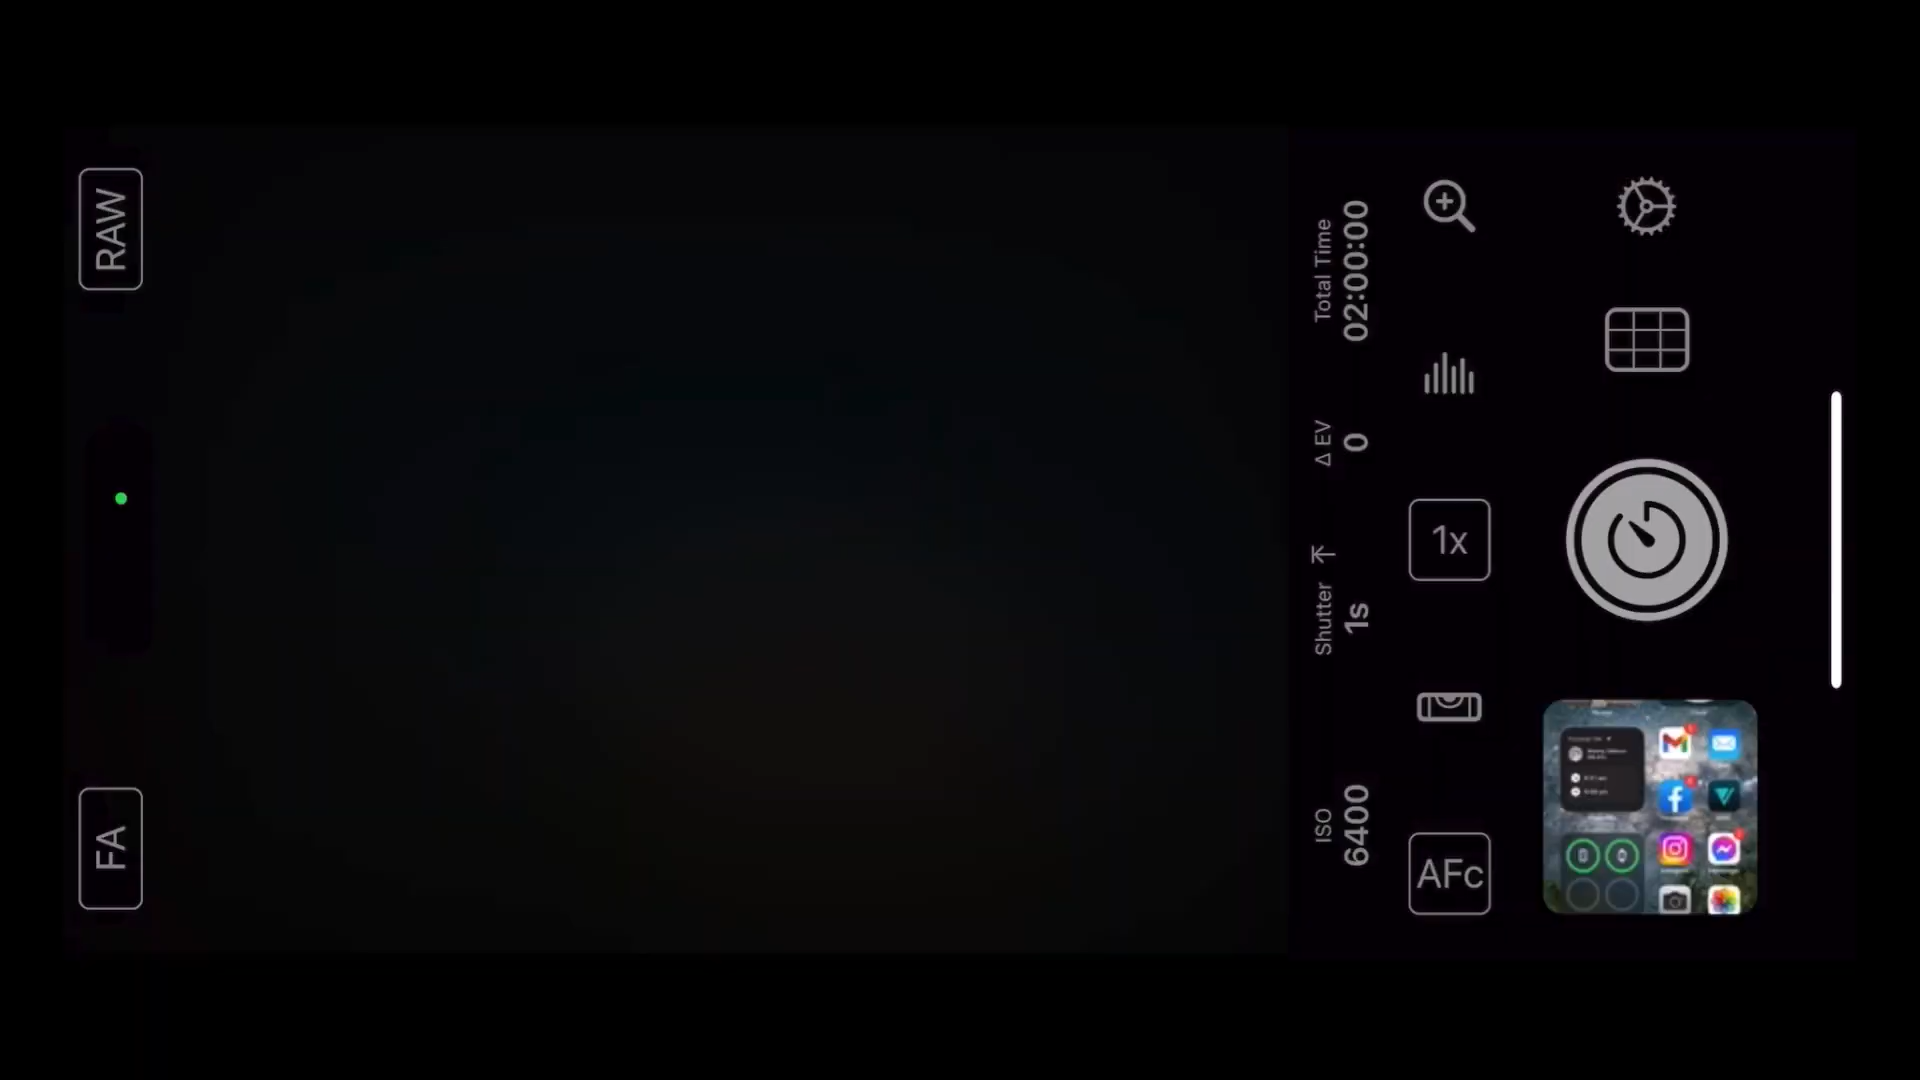 RAW
FA
Total Time
02:00:00
Δ EV
0
Shutter
1s
ISO
6400
1x
AFc